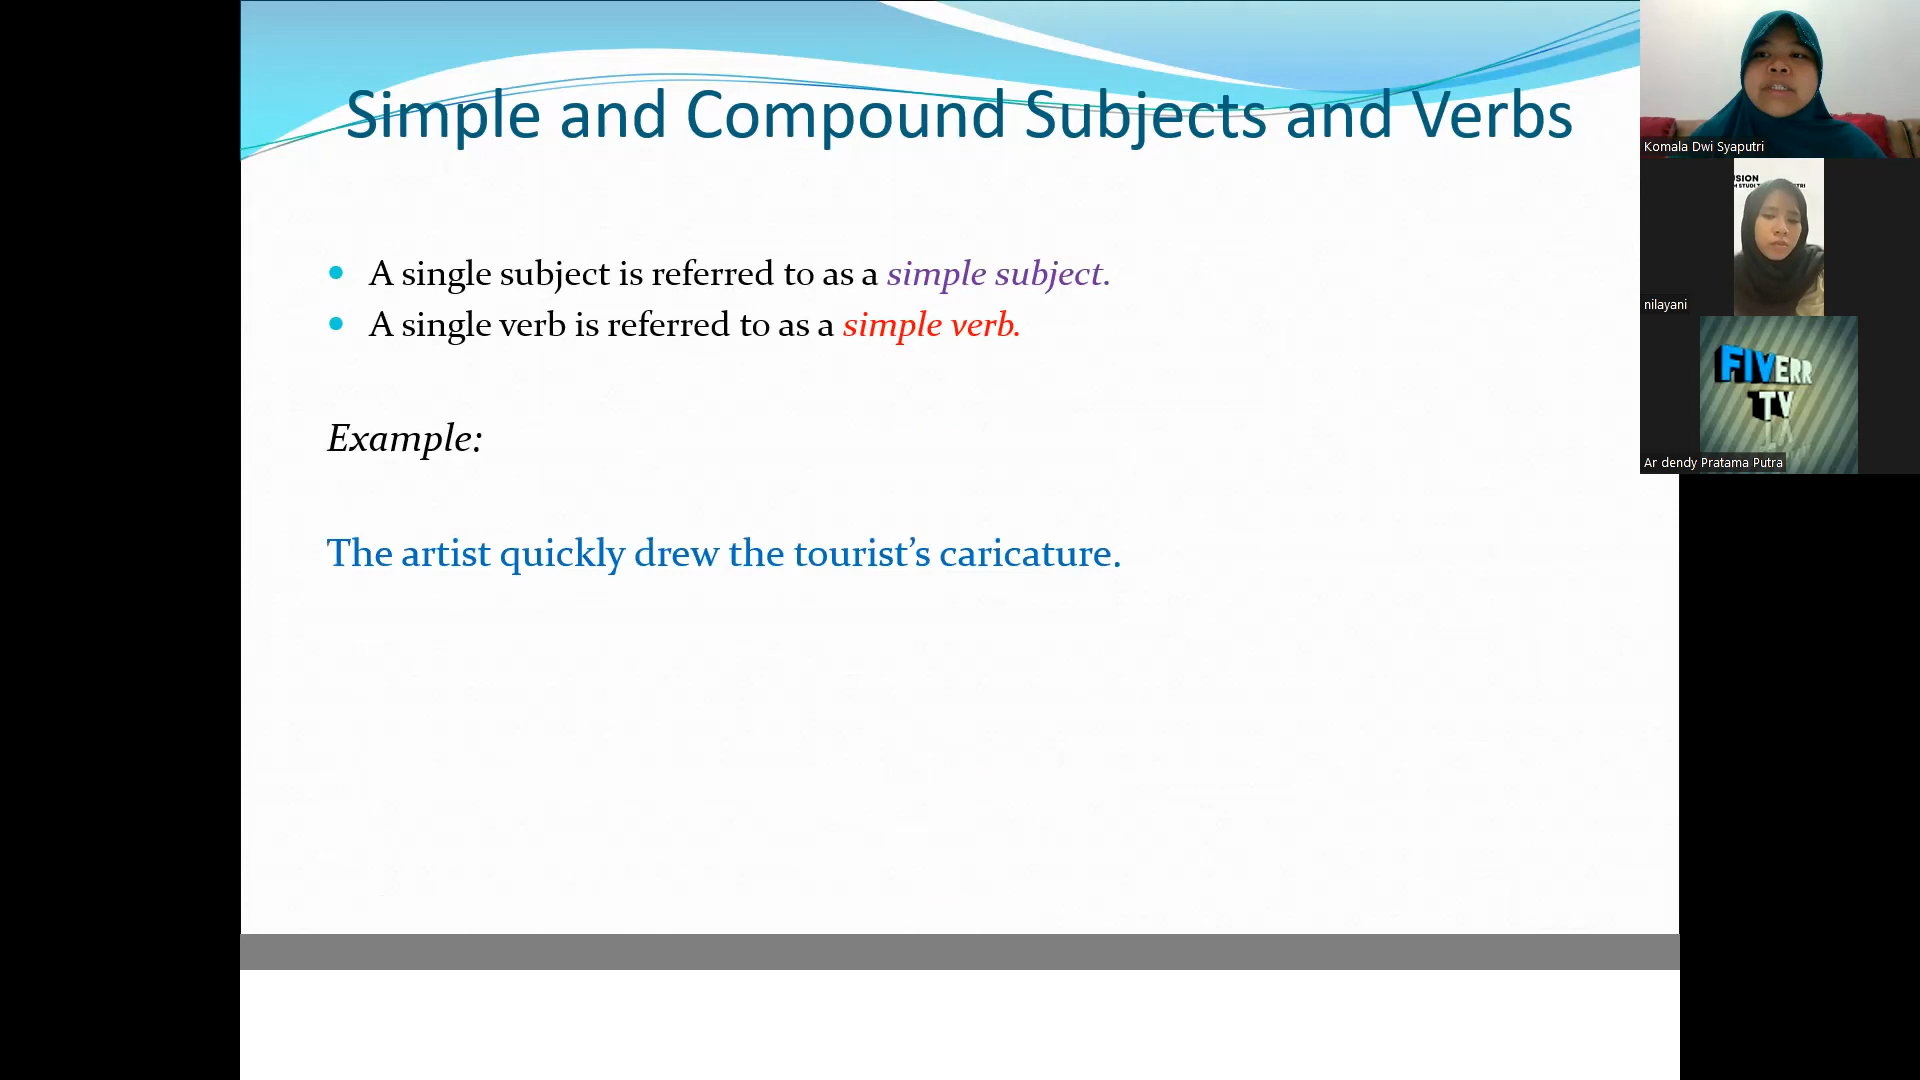 Simple and Compound Subjects and Verbs
A single subject is referred to as a simple subject.
A single verb is referred to as a simple verb.
Example:
The artist quickly drew the tourist’s caricature.
Komala Dwi Syaputri
nilayani
FIVERR
TV
Ar dendy Pratama Putra